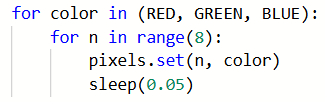 for color in (RED, GREEN, BLUE):
    for n in range(8):
        pixels.set(n, color)
        sleep(0.05)